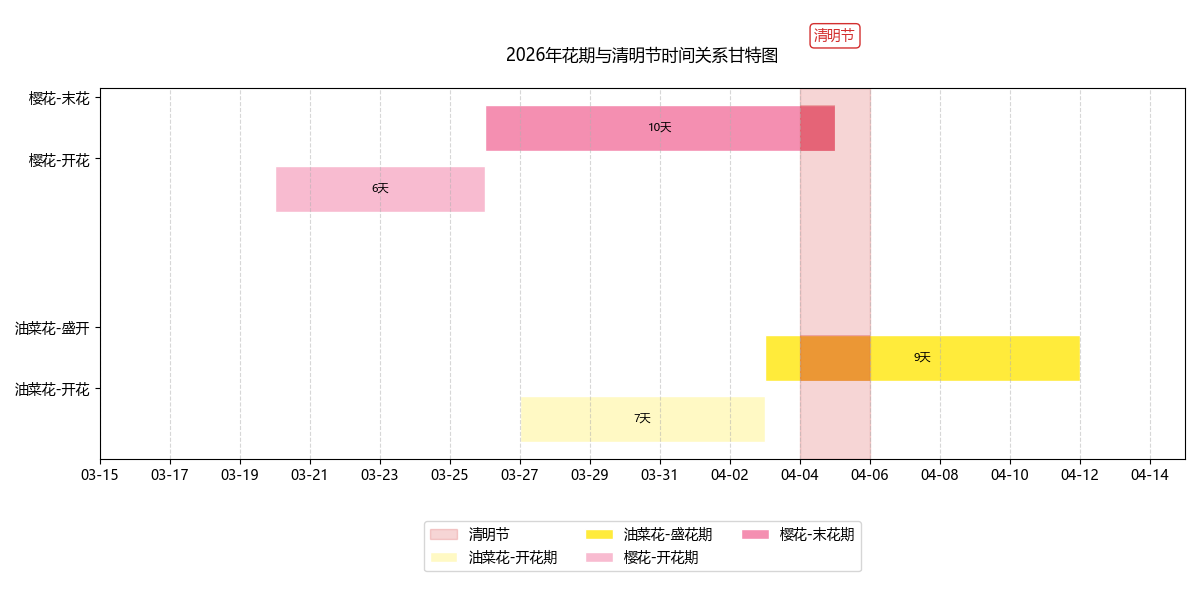 清明节
2026年花期与清明节时间关系甘特图
樱花-末花
10天
樱花-开花
6天
油菜花-盛开
9天
油菜花-开花
7天
03-15 03-17 03-19 03-21 03-23 03-25 03-27 03-29 03-31 04-02 04-04 04-06 04-08 04-10 04-12 04-14
清明节 油菜花-盛花期 樱花-末花期
油菜花-开花期 樱花-开花期